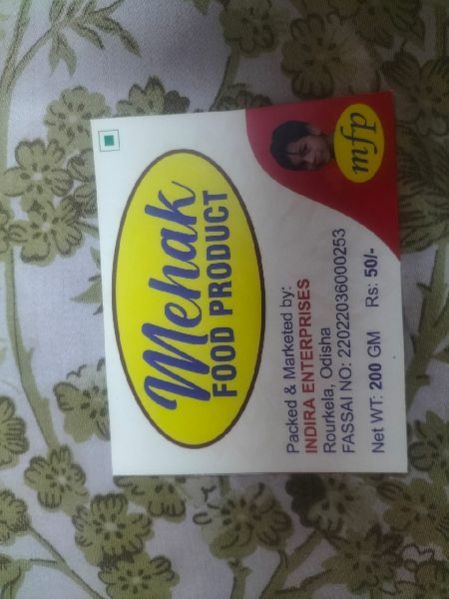 Mehak
FOOD PRODUCT
mfp
Packed & Marketed by:
INDIRA ENTERPRISES
Rourkela, Odisha
FASSAI NO: 22022036000253
Net WT: 200 GM Rs: 50/-